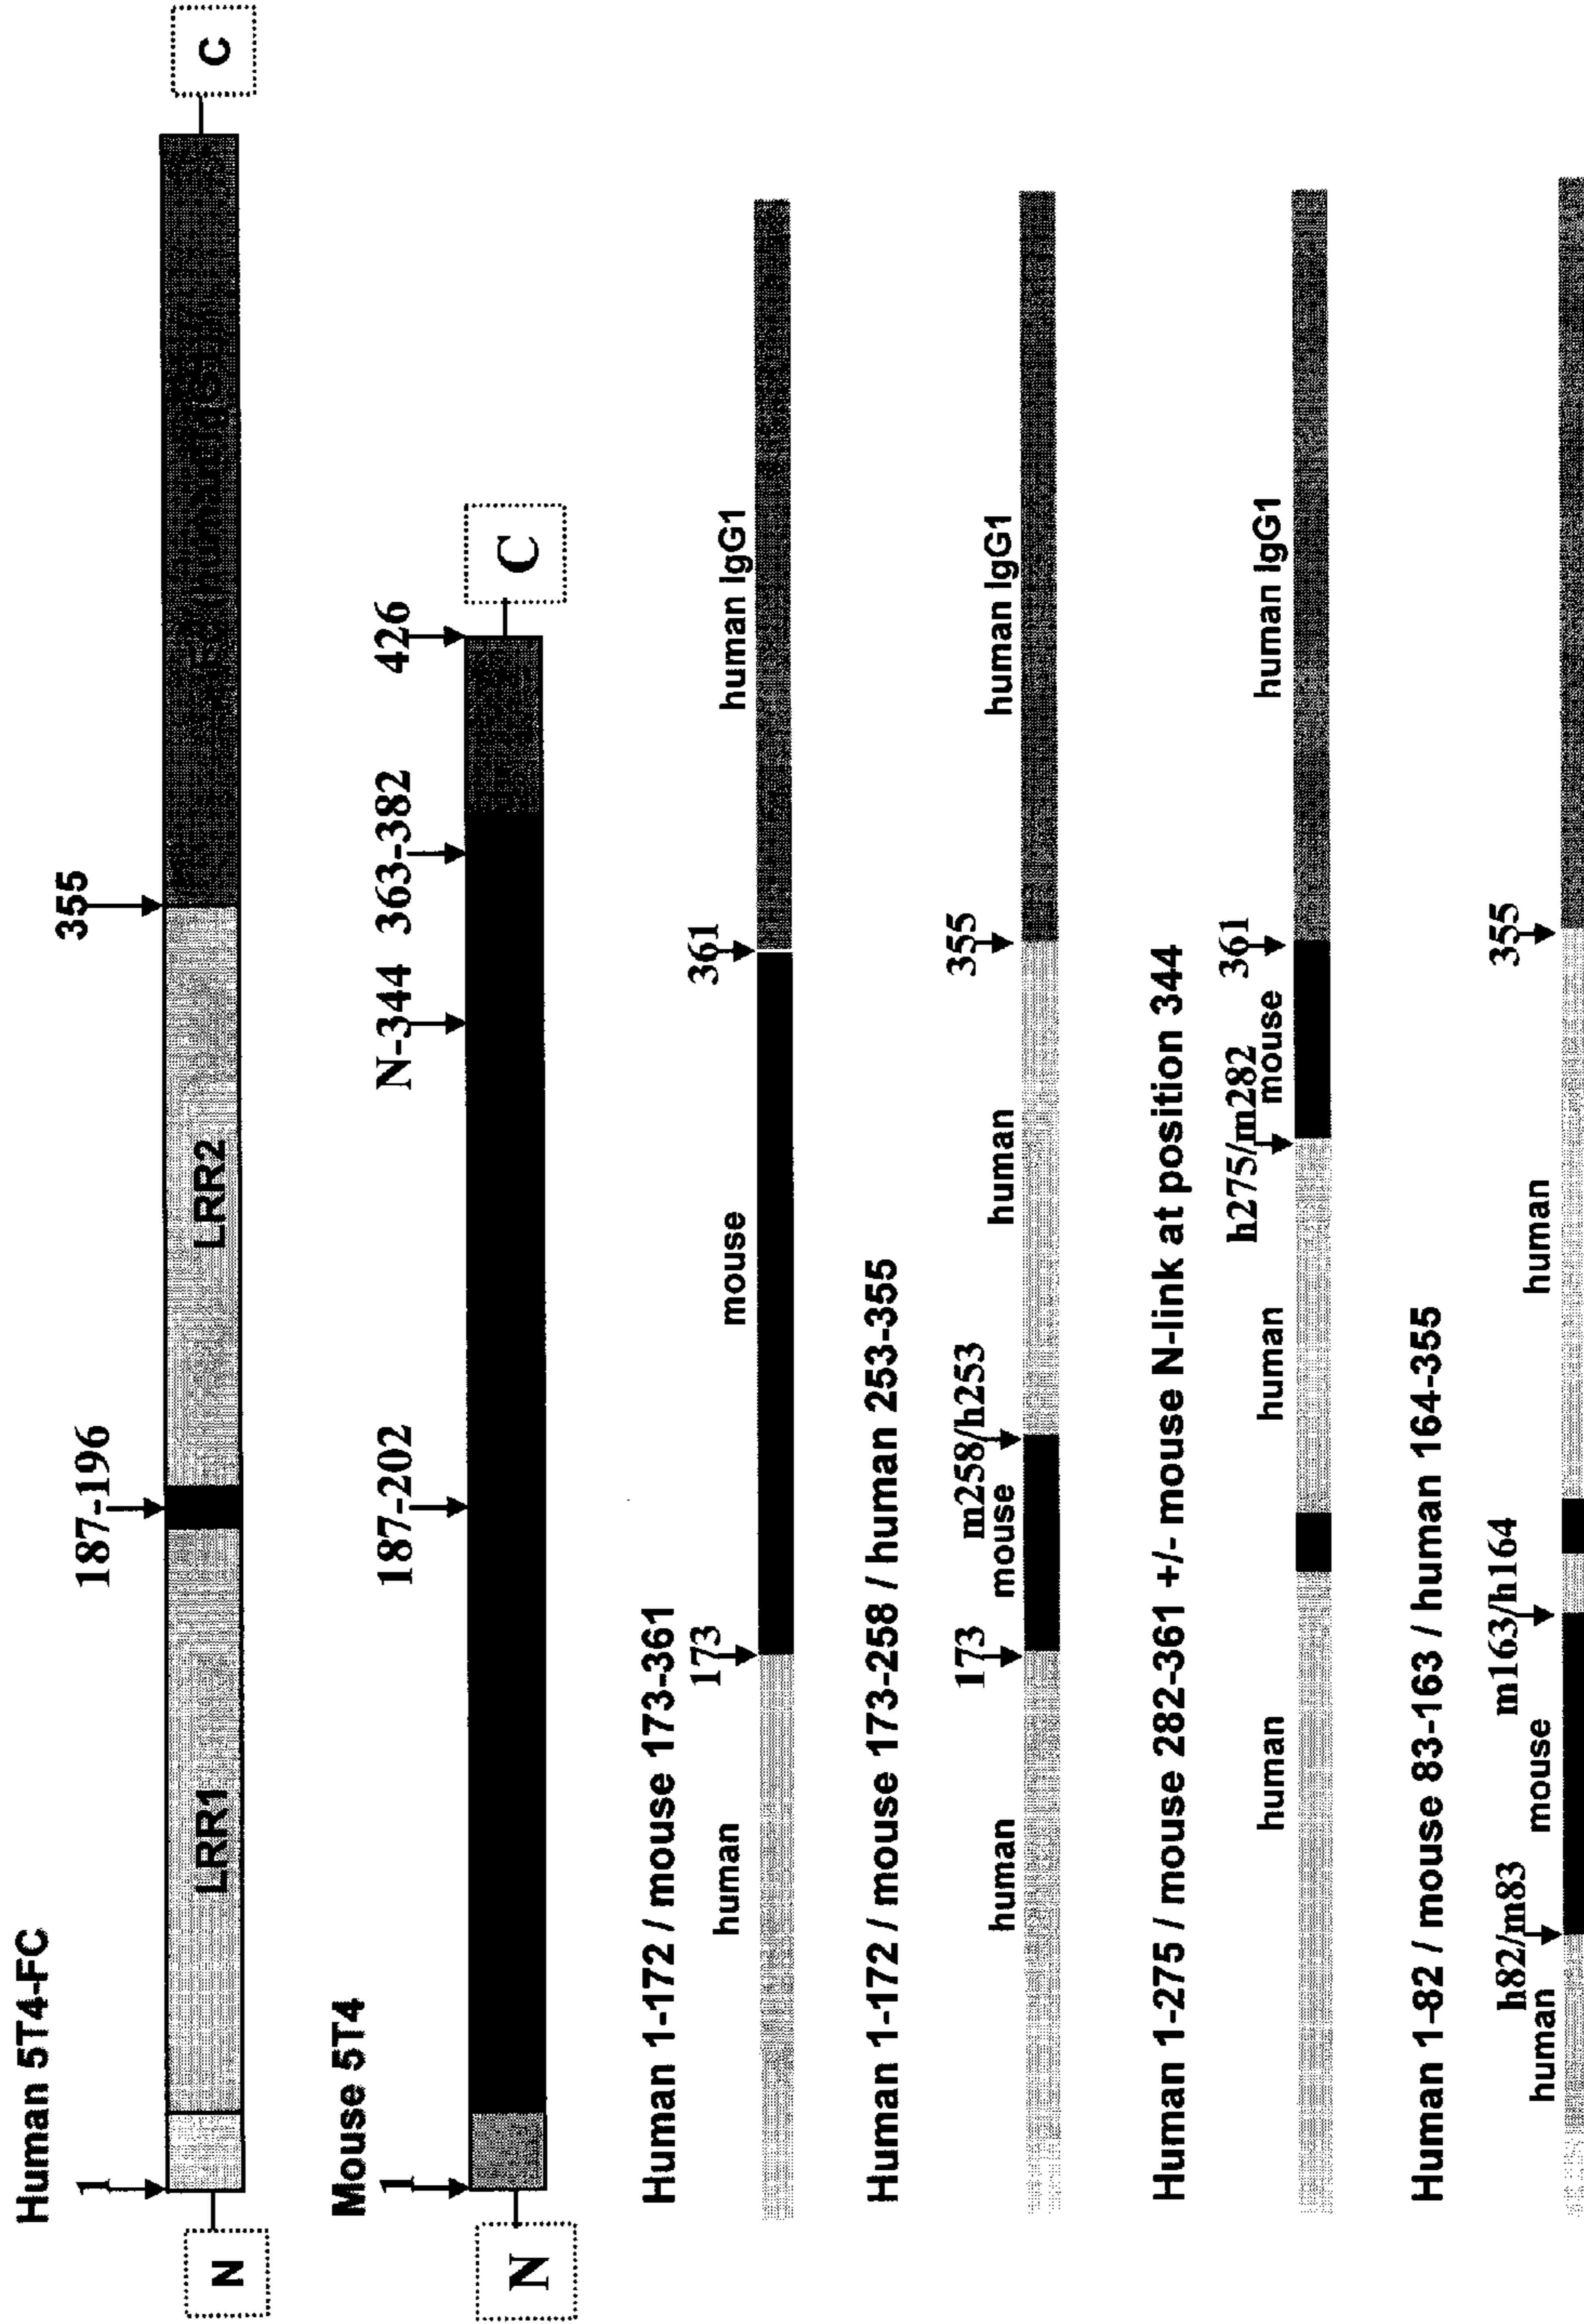 Human 5T4-FC
1
187-196
355
N
LRR1
LRR2
C
Mouse 5T4
1
187-202
N-344
363-382
426
N
C
Human 1-172 / mouse 173-361
173
361
human
mouse
human IgG1
Human 1-172 / mouse 173-258 / human 253-355
173
m258/h253
355
human
mouse
human
human IgG1
Human 1-275 / mouse 282-361 +/- mouse N-link at position 344
h275/m282
361
human
human
mouse
human IgG1
Human 1-82 / mouse 83-163 / human 164-355
h82/m83
m163/h164
355
human
mouse
human